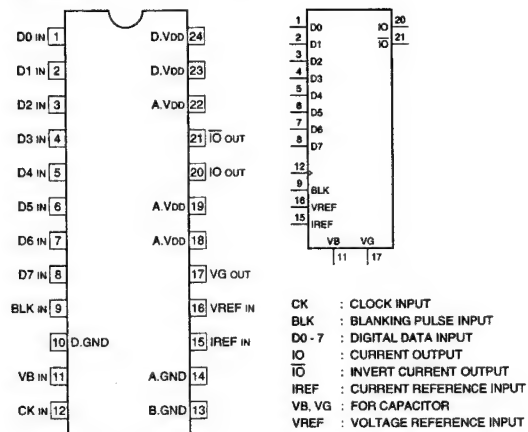 D0 IN 1
D1 IN 2
D2 IN 3
D3 IN 4
D4 IN 5
D5 IN 6
D6 IN 7
D7 IN 8
BLK IN 9
10 D.GND
VB IN 11
CK IN 12
D.VDD 24
D.VDD 23
A.VDD 22
21 IO OUT
20 IO OUT
A.VDD 19
A.VDD 18
17 VG OUT
16 VREF IN
15 IREF IN
A.GND 14
B.GND 13
1 D0 IO 20
2 D1 IO 21
3 D2
4 D3
5 D4
6 D5
7 D6
8 D7
12
9 BLK
16 VREF
15 IREF
VB VG
11 17
CK : CLOCK INPUT
BLK : BLANKING PULSE INPUT
D0 - 7 : DIGITAL DATA INPUT
IO : CURRENT OUTPUT
IO : INVERT CURRENT OUTPUT
IREF : CURRENT REFERENCE INPUT
VB, VG : FOR CAPACITOR
VREF : VOLTAGE REFERENCE INPUT